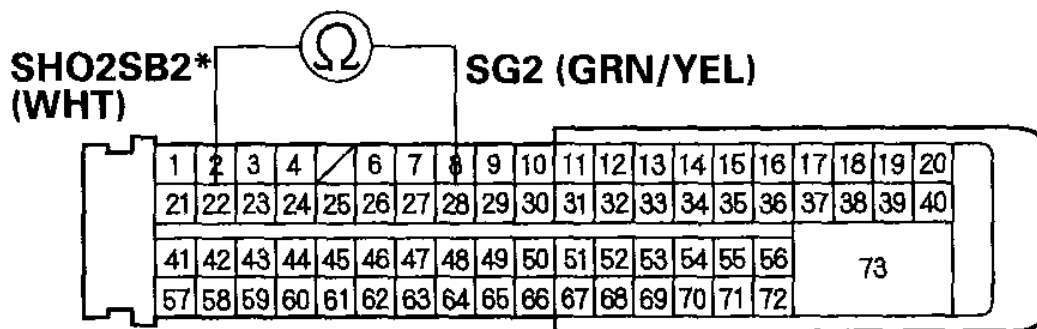 Ω
SHO2SB2*
(WHT)
SG2 (GRN/YEL)
1 2 3 4 6 7 8 9 10 11 12 13 14 15 16 17 18 19 20
21 22 23 24 25 26 27 28 29 30 31 32 33 34 35 36 37 38 39 40
41 42 43 44 45 46 47 48 49 50 51 52 53 54 55 56
73
57 58 59 60 61 62 63 64 65 66 67 68 69 70 71 72